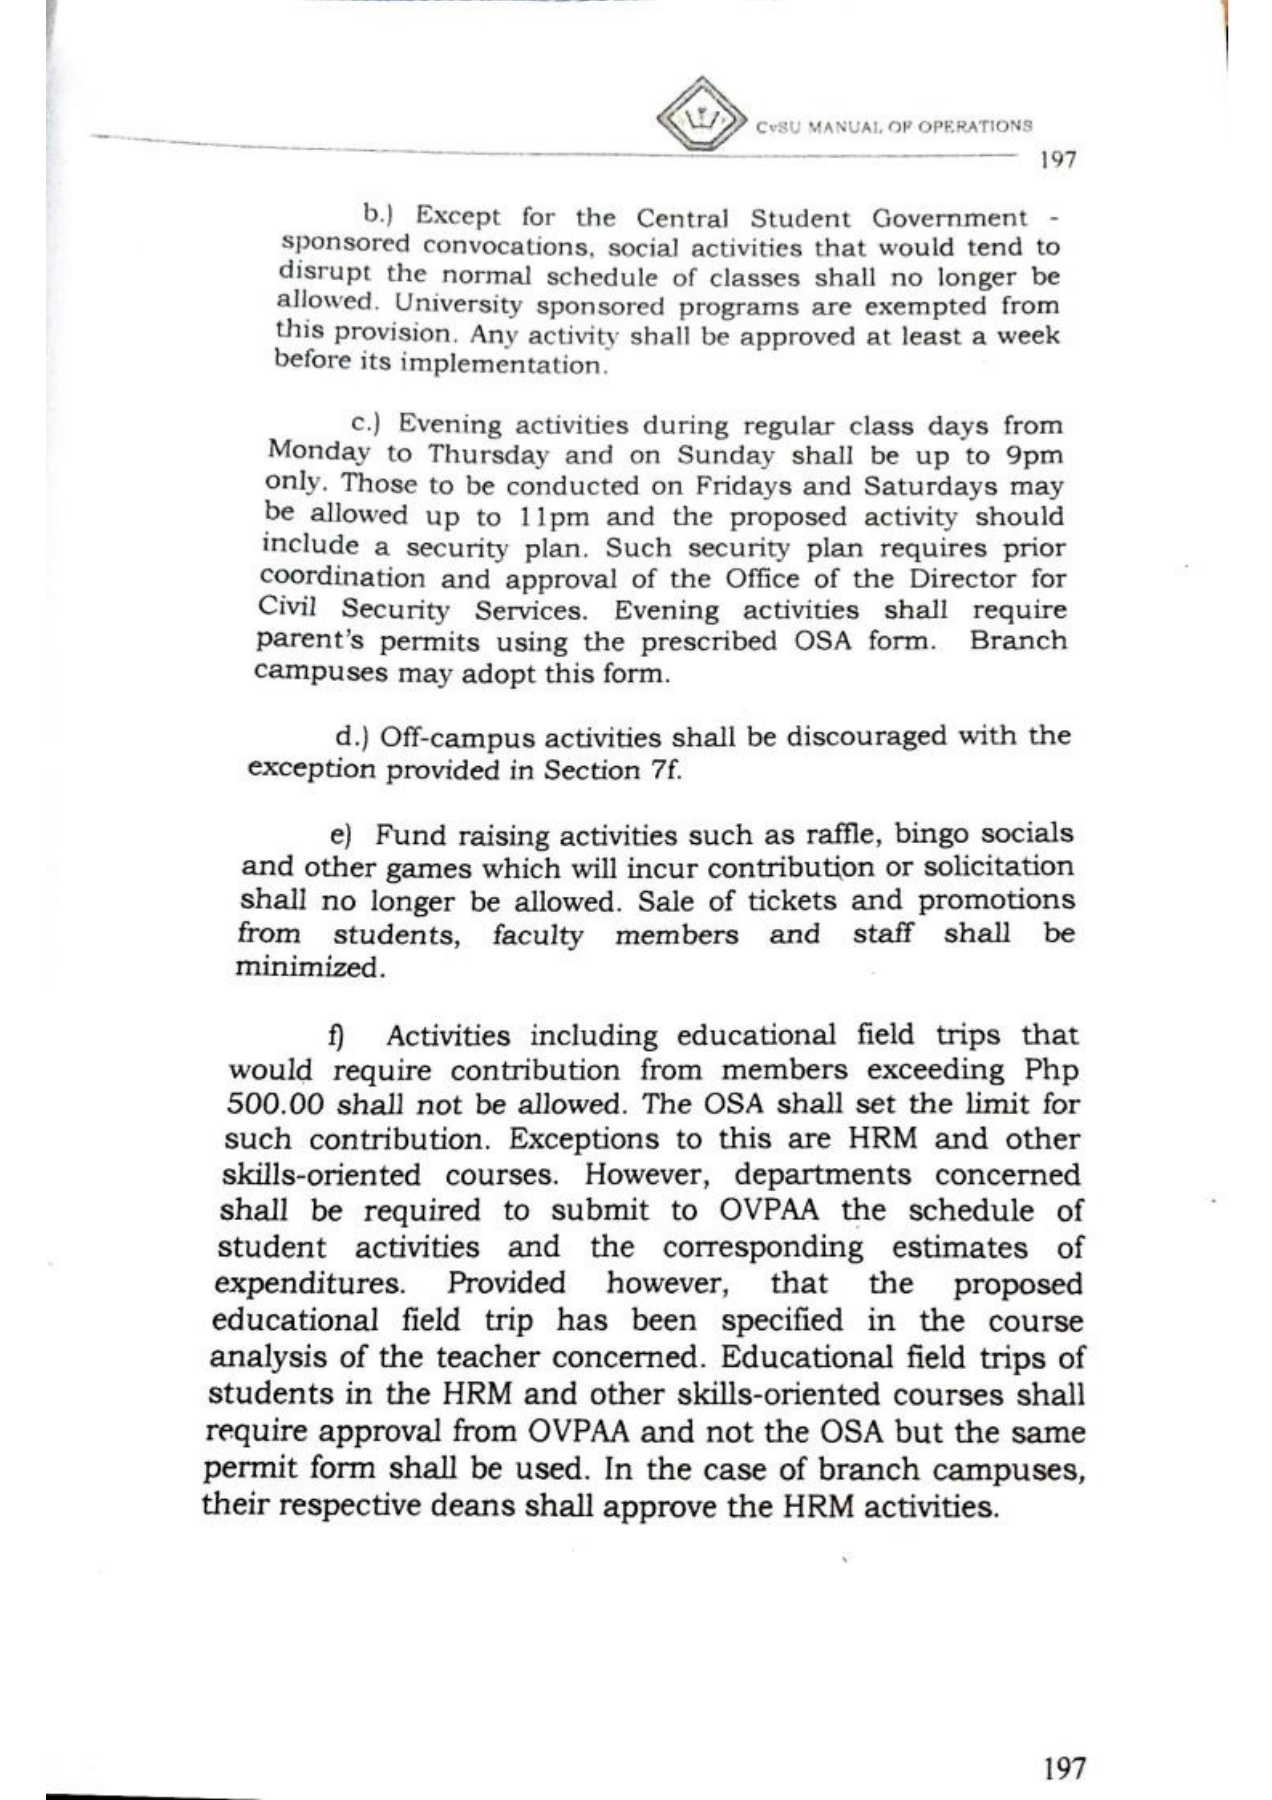 CvSU MANUAL OF OPERATIONS
197
b.) Except for the Central Student Government -
sponsored convocations, social activities that would tend to
disrupt the normal schedule of classes shall no longer be
allowed. University sponsored programs are exempted from
this provision. Any activity shall be approved at least a week
before its implementation.
c.) Evening activities during regular class days from
Monday to Thursday and on Sunday shall be up to 9pm
only. Those to be conducted on Fridays and Saturdays may
be allowed up to 11pm and the proposed activity should
include a security plan. Such security plan requires prior
coordination and approval of the Office of the Director for
Civil Security Services. Evening activities shall require
parent's permits using the prescribed OSA form. Branch
campuses may adopt this form.
d.) Off-campus activities shall be discouraged with the
exception provided in Section 7f.
e) Fund raising activities such as raffle, bingo socials
and other games which will incur contribution or solicitation
shall no longer be allowed. Sale of tickets and promotions
from students, faculty members and staff shall be
minimized.
f) Activities including educational field trips that
would require contribution from members exceeding Php
500.00 shall not be allowed. The OSA shall set the limit for
such contribution. Exceptions to this are HRM and other
skills-oriented courses. However, departments concerned
shall be required to submit to OVPAA the schedule of
student activities and the corresponding estimates of
expenditures. Provided however, that the proposed
educational field trip has been specified in the course
analysis of the teacher concerned. Educational field trips of
students in the HRM and other skills-oriented courses shall
require approval from OVPAA and not the OSA but the same
permit form shall be used. In the case of branch campuses,
their respective deans shall approve the HRM activities.
197